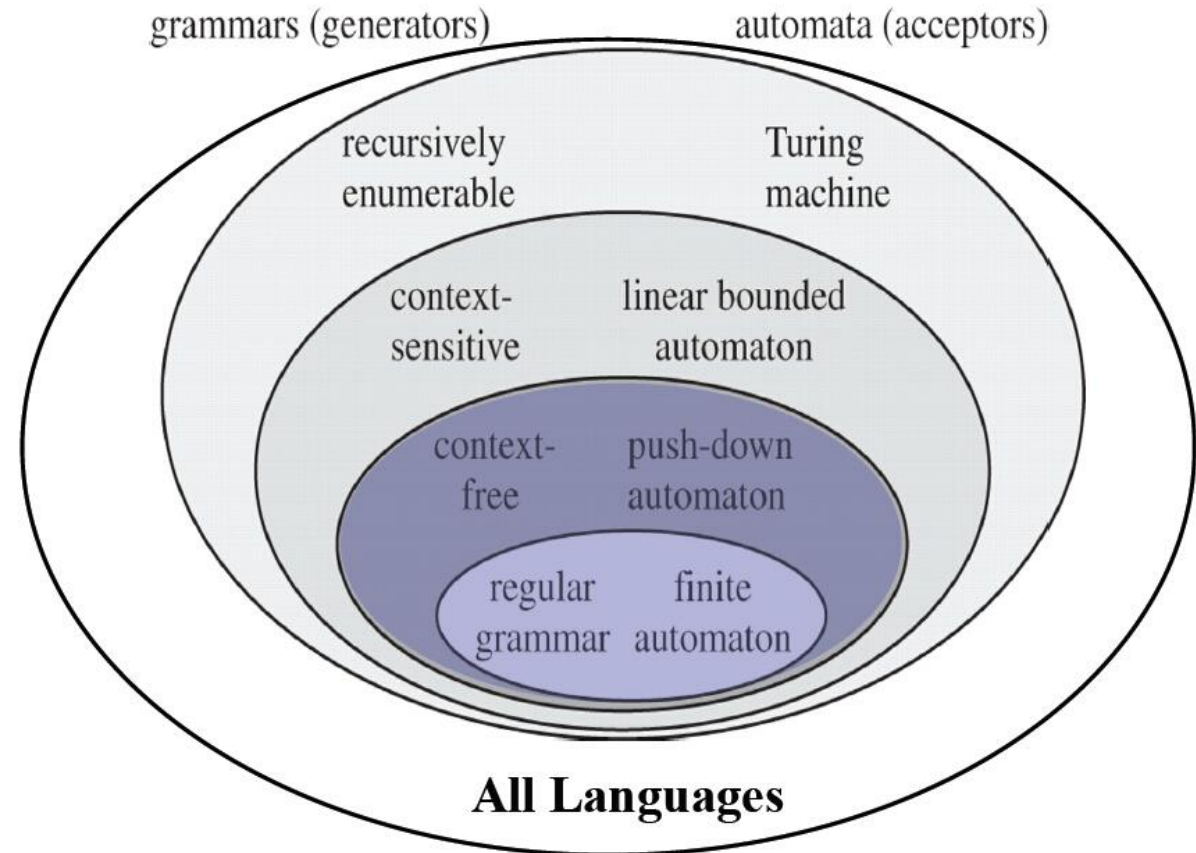 grammars (generators) automata (acceptors)
recursively Turing
enumerable machine
context- linear bounded
sensitive automaton
context- push-down
free automaton
regular finite
grammar automaton
All Languages